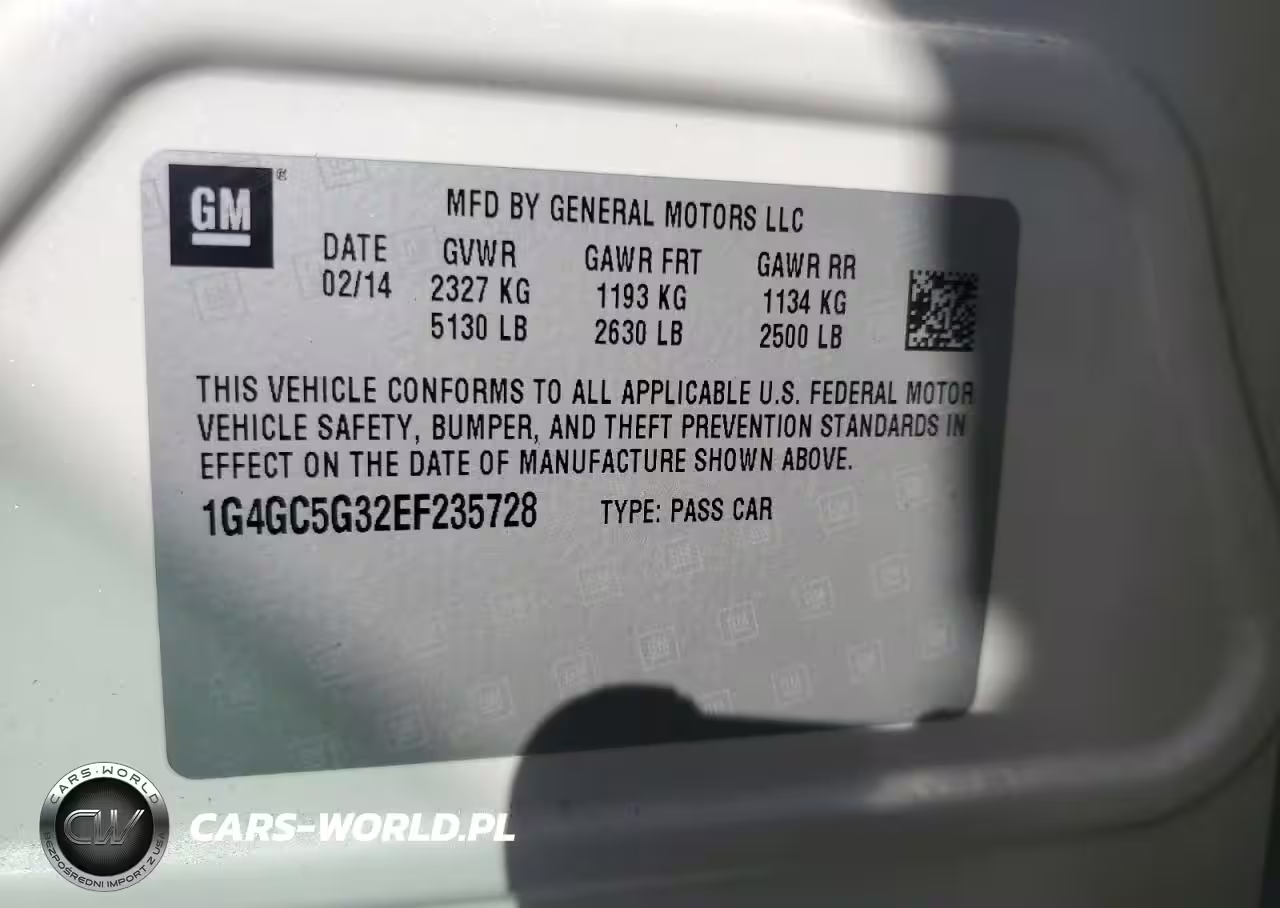 GM®
MFD BY GENERAL MOTORS LLC
DATE GVWR GAWR FRT GAWR RR
02/14 2327 KG 1193 KG 1134 KG
5130 LB 2630 LB 2500 LB
THIS VEHICLE CONFORMS TO ALL APPLICABLE U.S. FEDERAL MOTOR
VEHICLE SAFETY, BUMPER, AND THEFT PREVENTION STANDARDS IN
EFFECT ON THE DATE OF MANUFACTURE SHOWN ABOVE.
1G4GC5G32EF235728 TYPE: PASS CAR
CARS-WORLD
CW
BEZPOŚREDNI IMPORT Z USA
CARS-WORLD.PL